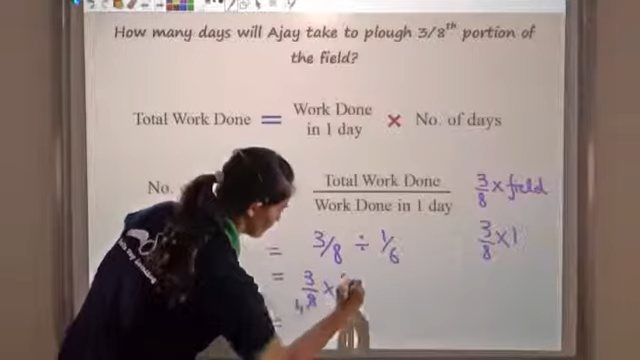 How many days will Ajay take to plough 3/8th portion of
the field?
Total Work Done = Work Done in 1 day × No. of days
No.
Total Work Done
Work Done in 1 day
3/8 × field
= 3/8 ÷ 1/6
3/8 × 1
= 3/8 ×
=